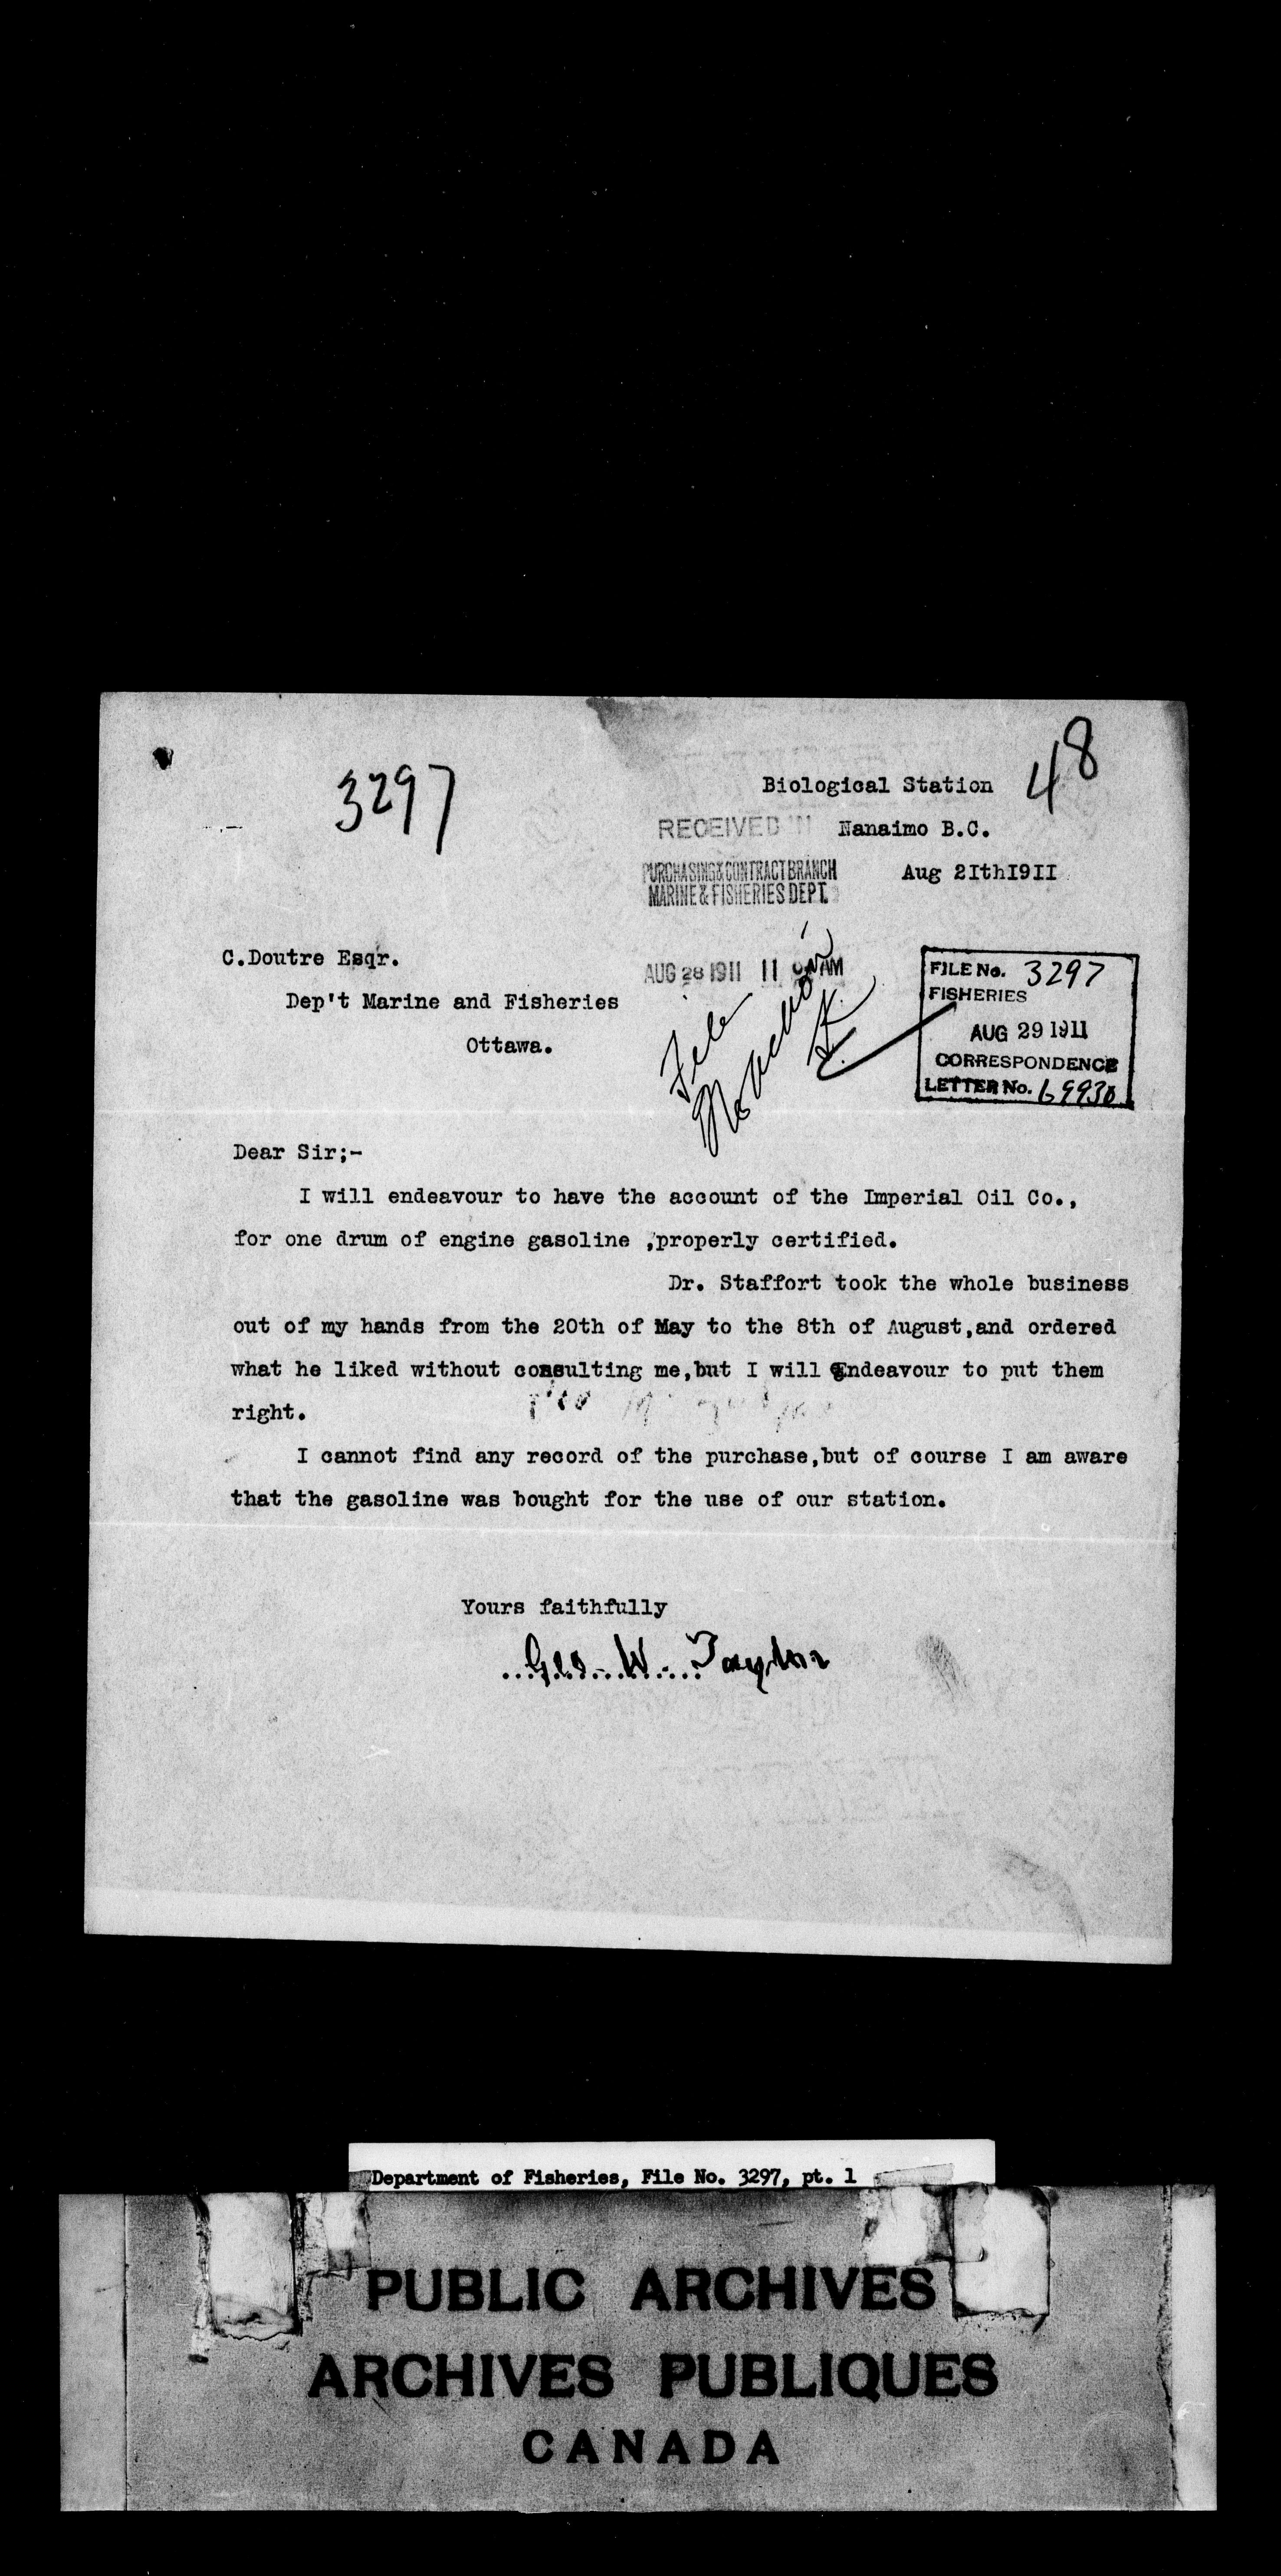 48
3297
Biological Station
RECEIVED IN
Nanaimo B.C.
PURCHASING & CONTRACT BRANCH
MARINE & FISHERIES DEPT.
Aug 2IthI9II
C.Doutre Esqr.
AUG 28 1911 11 AM
Dep't Marine and Fisheries
Ottawa.
File
No action
FILE No. 3297
FISHERIES
AUG 29 1911
CORRESPONDENCE
LETTER No.
Dear Sir;-
I will endeavour to have the account of the Imperial Oil Co.,
for one drum of engine gasoline ,properly certified.
Dr. Staffort took the whole business
out of my hands from the 20th of May to the 8th of August,and ordered
what he liked without consulting me,but I will Endeavour to put them
right.
I cannot find any record of the purchase,but of course I am aware
that the gasoline was bought for the use of our station.
Yours faithfully
Geo. W. Taylor
Department of Fisheries, File No. 3297, pt. 1
PUBLIC ARCHIVES
ARCHIVES PUBLIQUES
CANADA